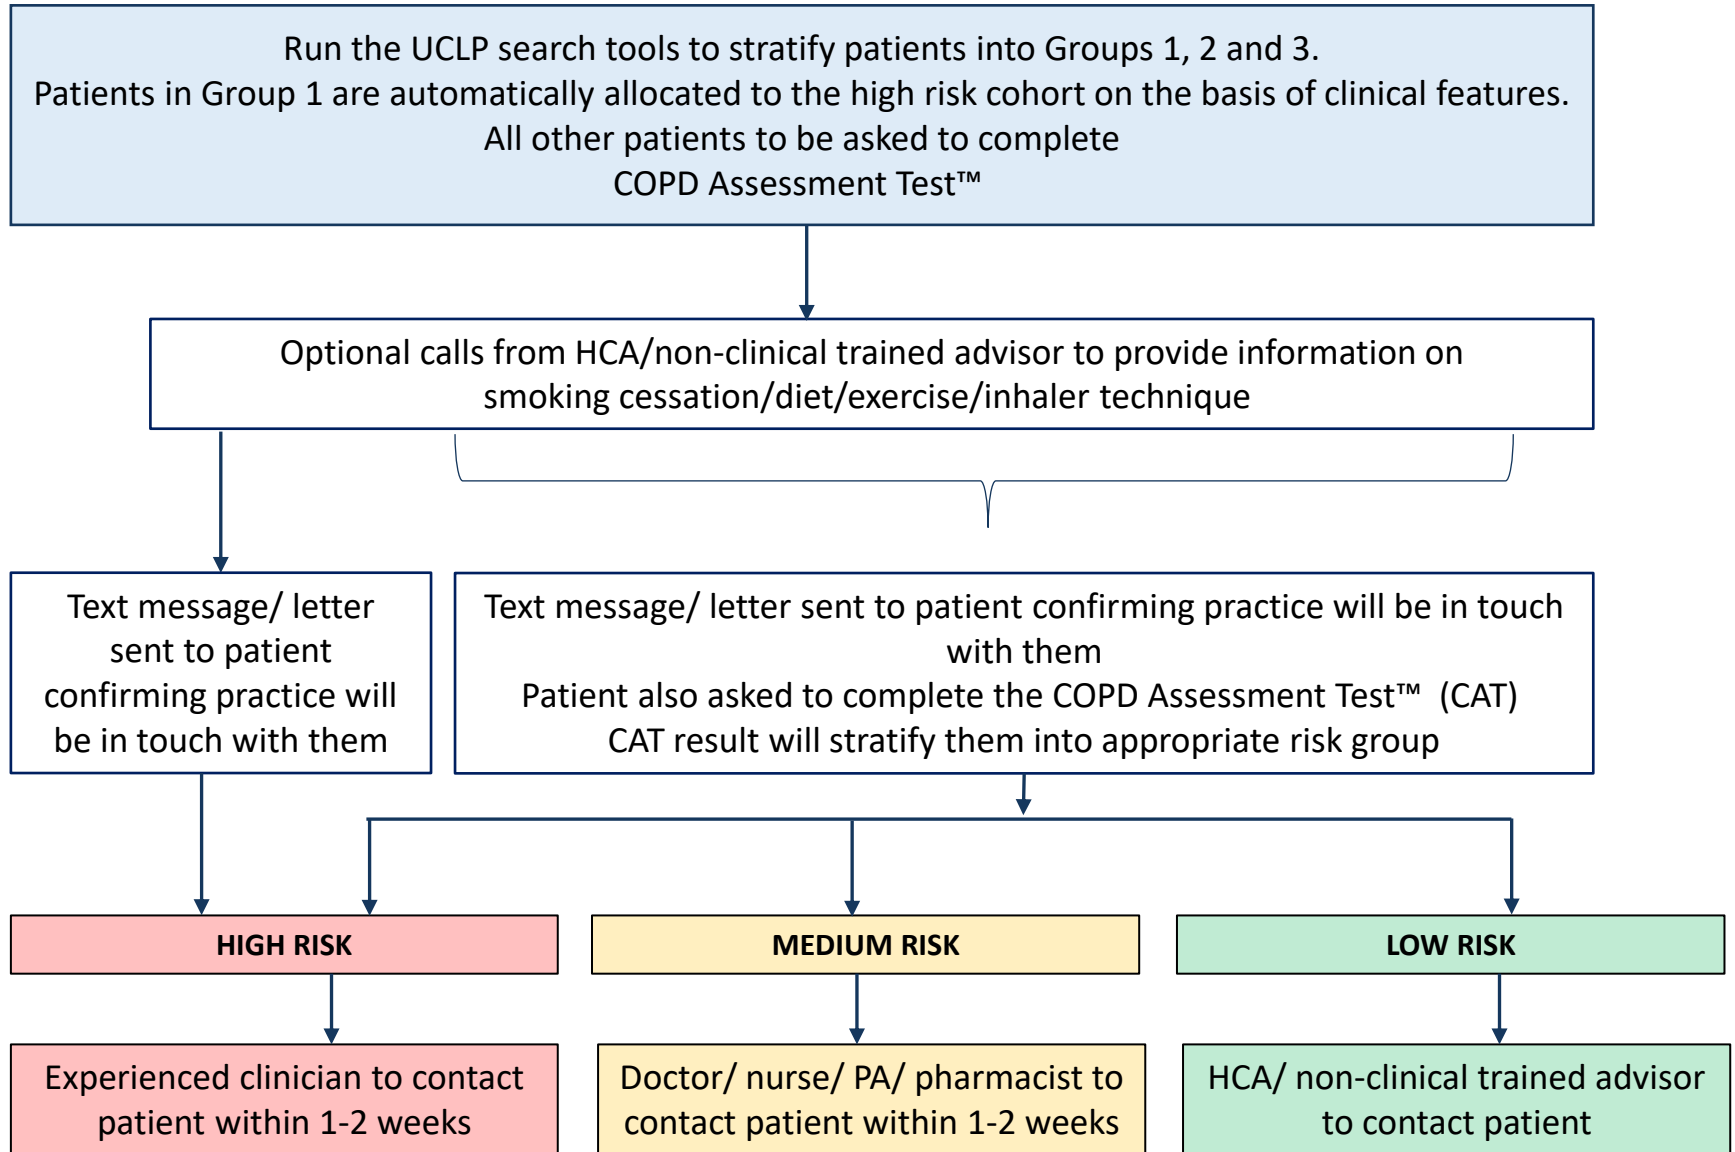 Run the UCLP search tools to stratify patients into Groups 1, 2 and 3.
Patients in Group 1 are automatically allocated to the high risk cohort on the basis of clinical features.
All other patients to be asked to complete
COPD Assessment Test™
Optional calls from HCA/non-clinical trained advisor to provide information on
smoking cessation/diet/exercise/inhaler technique
Text message/ letter
sent to patient
confirming practice will
be in touch with them
Text message/ letter sent to patient confirming practice will be in touch
with them
Patient also asked to complete the COPD Assessment Test™ (CAT)
CAT result will stratify them into appropriate risk group
HIGH RISK
MEDIUM RISK
LOW RISK
Experienced clinician to contact
patient within 1-2 weeks
Doctor/ nurse/ PA/ pharmacist to
contact patient within 1-2 weeks
HCA/ non-clinical trained advisor
to contact patient